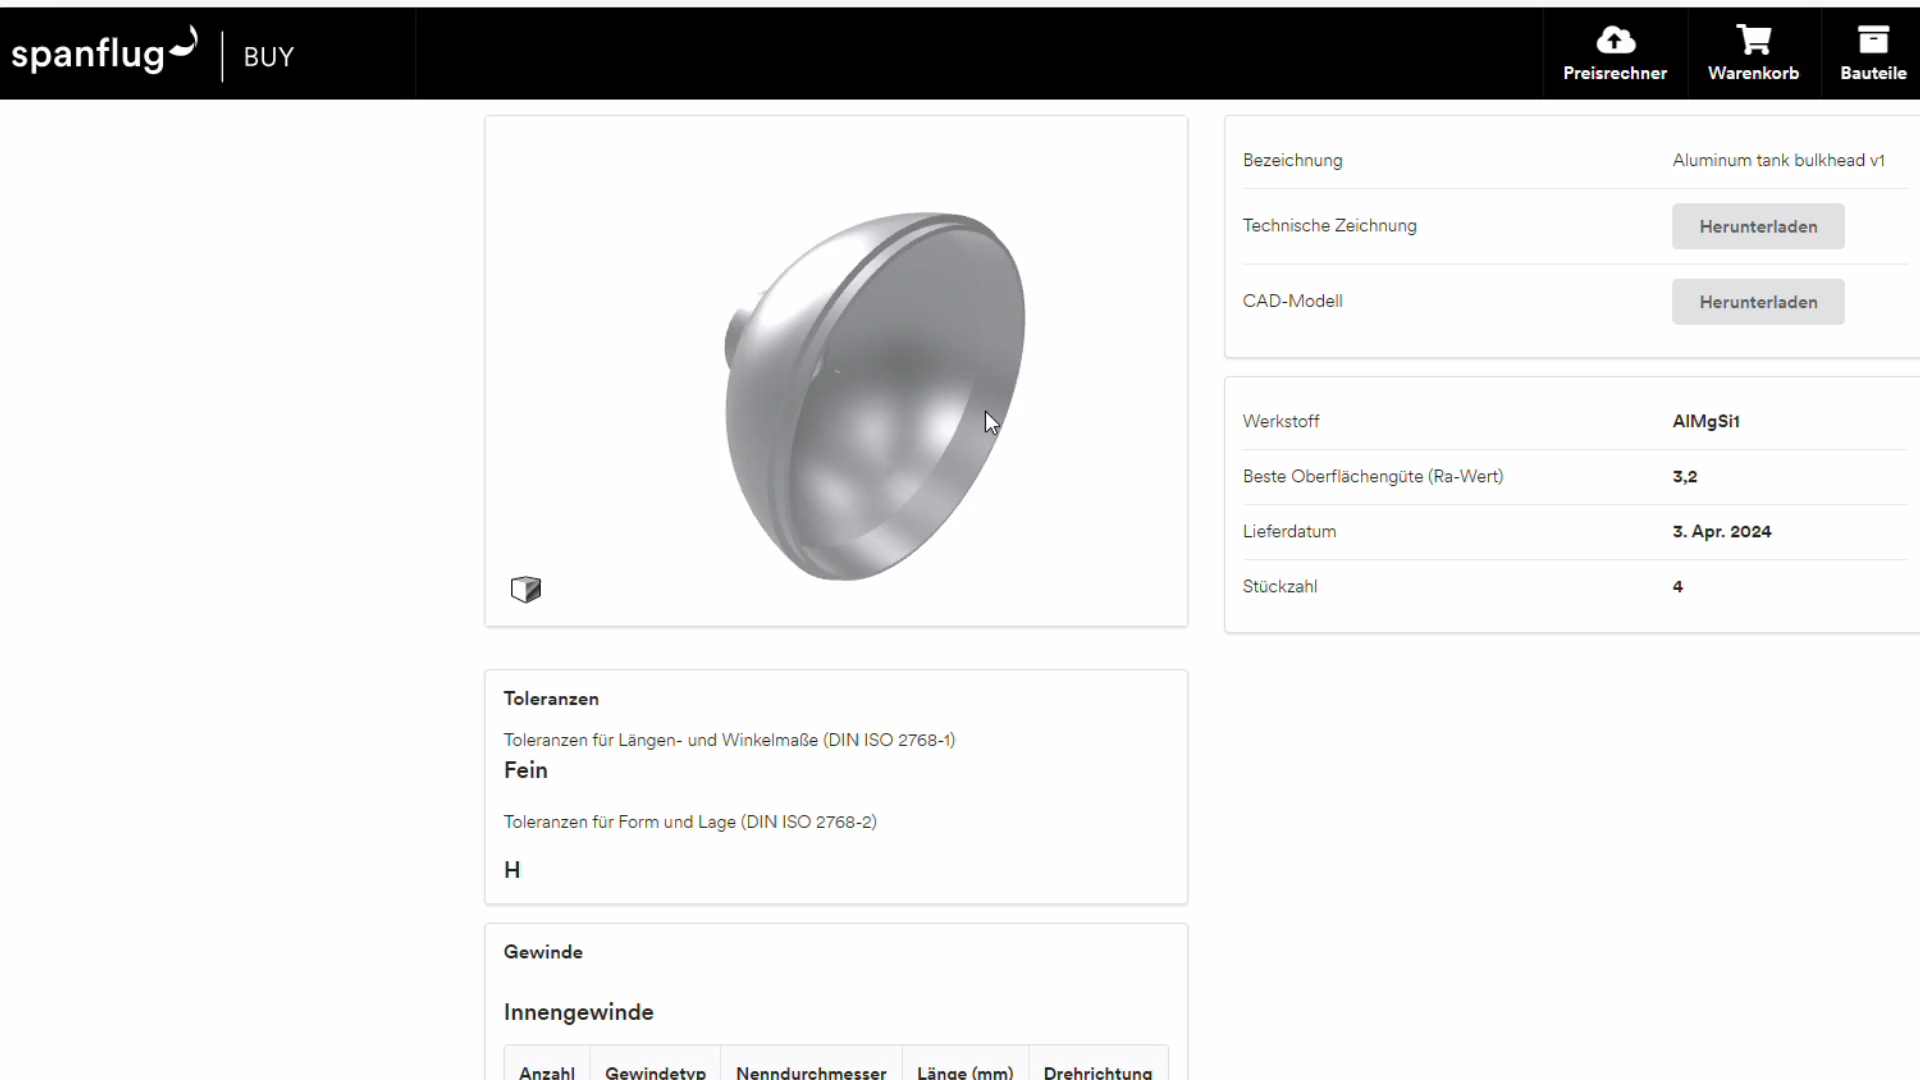 spanflug BUY
Preisrechner Warenkorb Bauteile
Bezeichnung Aluminum tank bulkhead v1
Technische Zeichnung Herunterladen
CAD-Modell Herunterladen
Werkstoff AlMgSi1
Beste Oberflächengüte (Ra-Wert) 3,2
Lieferdatum 3. Apr. 2024
Stückzahl 4
Toleranzen
Toleranzen für Längen- und Winkelmaße (DIN ISO 2768-1)
Fein
Toleranzen für Form und Lage (DIN ISO 2768-2)
H
Gewinde
Innengewinde
Anzahl Gewindetyp Nenndurchmesser Länge (mm) Drehrichtung